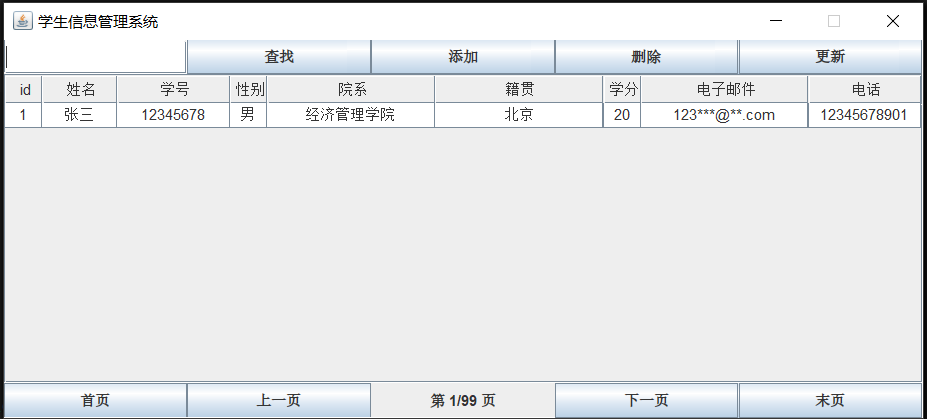 学生信息管理系统
查找 添加 删除 更新
id 姓名 学号 性别 院系 籍贯 学分 电子邮件 电话
1 张三 12345678 男 经济管理学院 北京 20 123***@**.com 12345678901
首页 上一页 第 1/99 页 下一页 末页